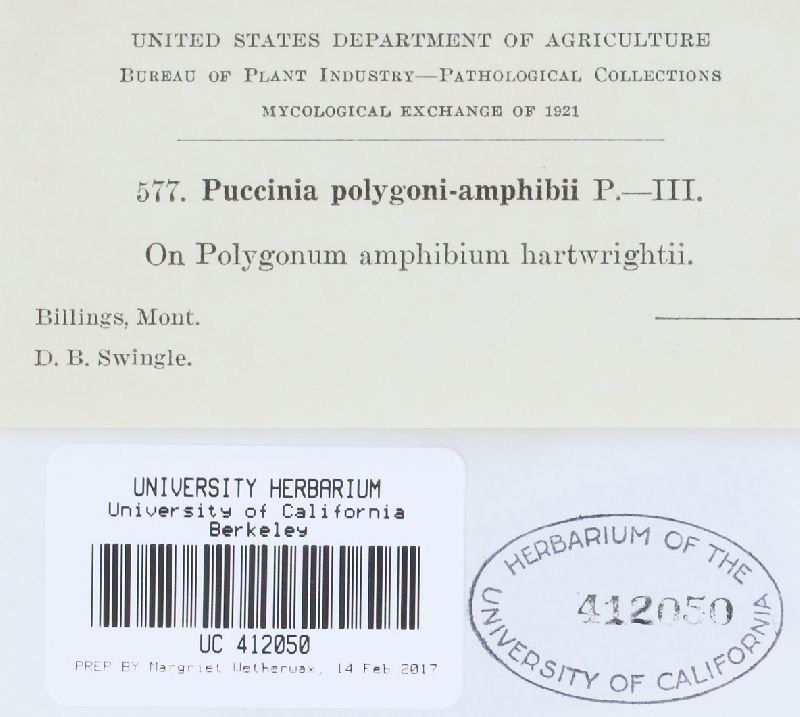 UNITED STATES DEPARTMENT OF AGRICULTURE
BUREAU OF PLANT INDUSTRY—PATHOLOGICAL COLLECTIONS
MYCOLOGICAL EXCHANGE OF 1921
577. Puccinia polygoni-amphibii P.—III.
On Polygonum amphibium hartwrightii.
Billings, Mont.
D. B. Swingle.
UNIVERSITY HERBARIUM
University of California
Berkeley
UC 412050
PREP BY Margriet Wetherwax, 14 Feb 2017
HERBARIUM OF THE
412050
UNIVERSITY OF CALIFORNIA